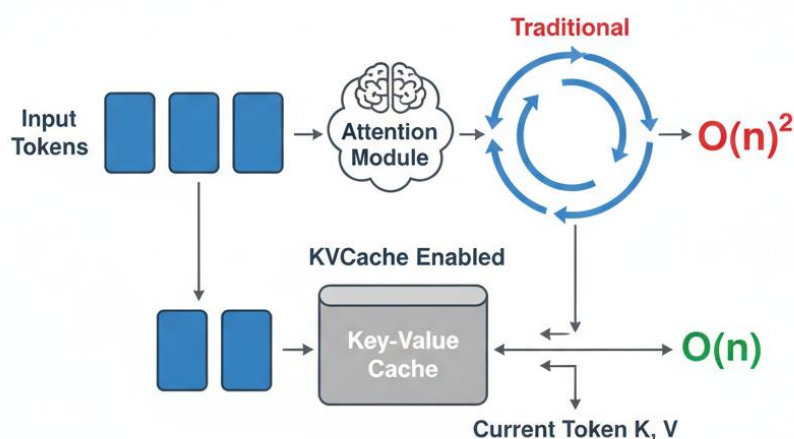 Traditional
Input
Tokens
Attention
Module
O(n)²
KVCache Enabled
Key-Value
Cache
O(n)
Current Token K, V